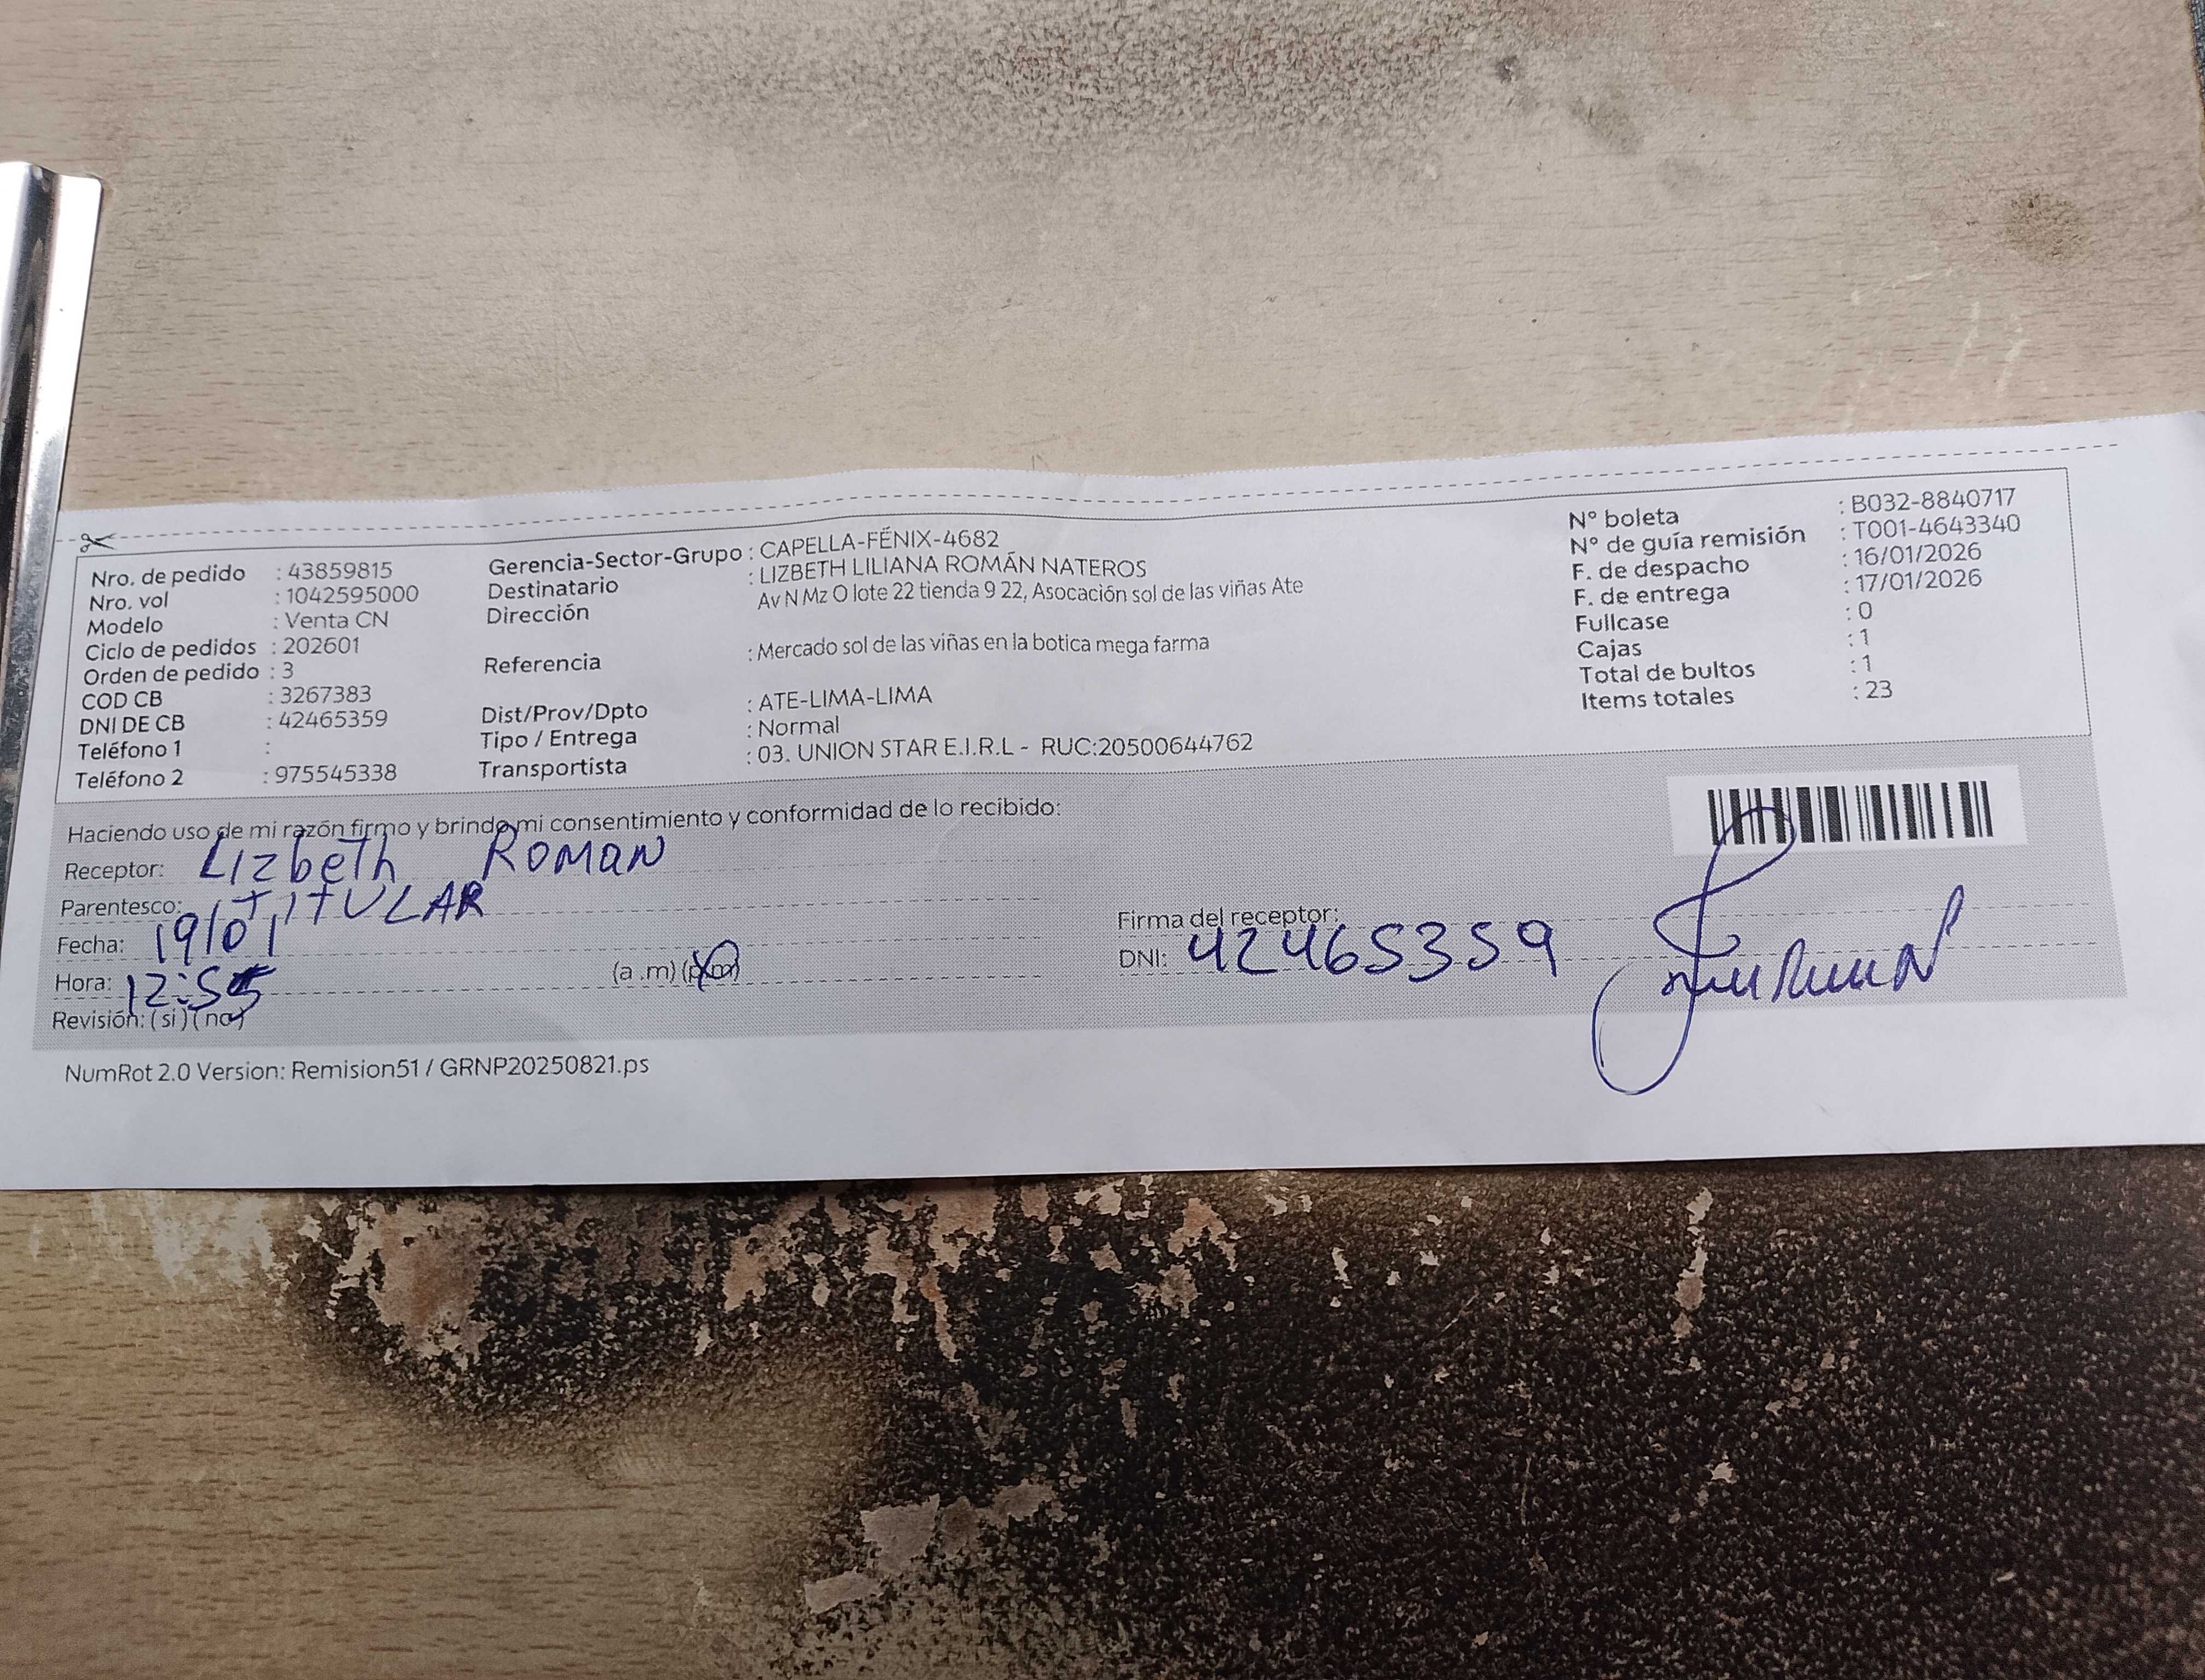 Nro. de pedido : 43859815
Nro. vol : 1042595000
Modelo : Venta CN
Ciclo de pedidos : 202601
Orden de pedido : 3
COD CB : 3267383
DNI DE CB : 42465359
Teléfono 1 :
Teléfono 2 : 975545338
Gerencia-Sector-Grupo : CAPELLA-FÉNIX-4682
Destinatario : LIZBETH LILIANA ROMÁN NATEROS
Dirección Av N Mz O lote 22 tienda 9 22, Asocación sol de las viñas Ate
Referencia : Mercado sol de las viñas en la botica mega farma
Dist/Prov/Dpto : ATE-LIMA-LIMA
Tipo / Entrega : Normal
Transportista : 03. UNION STAR E.I.R.L - RUC:20500644762
Nº boleta : B032-8840717
Nº de guía remisión : T001-4643340
F. de despacho : 16/01/2026
F. de entrega : 17/01/2026
Fullcase : 0
Cajas : 1
Total de bultos : 1
Items totales : 23
Haciendo uso de mi razón firmo y brindo mi consentimiento y conformidad de lo recibido:
Receptor: Lizbeth Roman
Parentesco: TITULAR
Fecha: 19/01
Hora: 12:55 (a .m) (p.m)
Revisión: ( si ) ( no )
Firma del receptor:
DNI: 42465359
NumRot 2.0 Version: Remision51 / GRNP20250821.ps